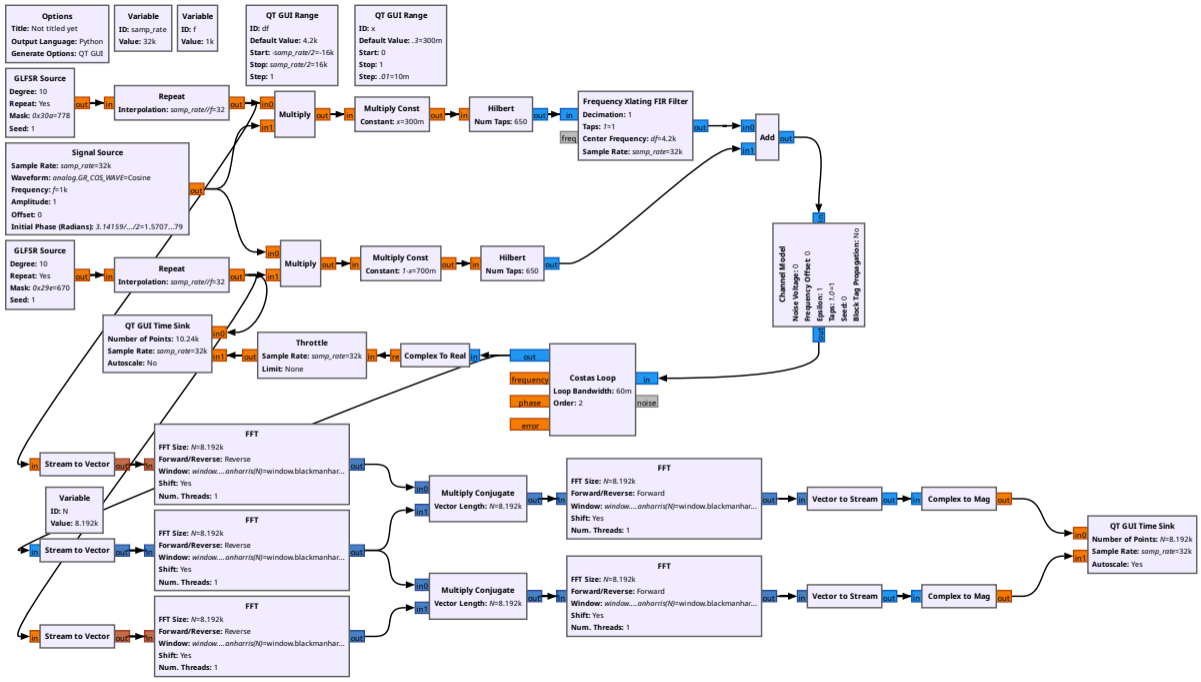 Options
Title: Not titled yet
Output Language: Python
Generate Options: QT GUI
Variable
ID: samp_rate
Value: 32k
Variable
ID: f
Value: 1k
QT GUI Range
ID: df
Default Value: 4.2k
Start: -samp_rate/2=-16k
Stop: samp_rate/2=16k
Step: 1
QT GUI Range
ID: x
Default Value: .3=300m
Start: 0
Stop: 1
Step: .01=10m
GLFSR Source
Degree: 10
Repeat: Yes
Mask: 0x30a=778
Seed: 1
out
in
Repeat
Interpolation: samp_rate//f=32
out
in0
in1
Multiply
out
in
Multiply Const
Constant: x=300m
out
in
Hilbert
Num Taps: 650
out
in
freq
Frequency Xlating FIR Filter
Decimation: 1
Taps: 1=1
Center Frequency: df=4.2k
Sample Rate: samp_rate=32k
out
in0
in1
Add
out
Signal Source
Sample Rate: samp_rate=32k
Waveform: analog.GR_COS_WAVE=Cosine
Frequency: f=1k
Amplitude: 1
Offset: 0
Initial Phase (Radians): 3.14159/.../2=1.5707...79
out
GLFSR Source
Degree: 10
Repeat: Yes
Mask: 0x29e=670
Seed: 1
out
in
Repeat
Interpolation: samp_rate//f=32
out
in0
in1
Multiply
out
in
Multiply Const
Constant: 1-x=700m
out
in
Hilbert
Num Taps: 650
out
in
Channel Model
Noise Voltage: 0
Frequency Offset: 0
Epsilon: 1
Taps: 1.0=1
Seed: 0
Block Tag Propagation: No
out
QT GUI Time Sink
Number of Points: 10.24k
Sample Rate: samp_rate=32k
Autoscale: No
in0
in1
out
Throttle
Sample Rate: samp_rate=32k
Limit: None
in
re
Complex To Real
in
out
frequency
phase
error
Costas Loop
Loop Bandwidth: 60m
Order: 2
in
noise
in
Stream to Vector
out
in
FFT
FFT Size: N=8.192k
Forward/Reverse: Reverse
Window: window....anharris(N)=window.blackmanhar...
Shift: Yes
Num. Threads: 1
out
Variable
ID: N
Value: 8.192k
in
Stream to Vector
out
in
FFT
FFT Size: N=8.192k
Forward/Reverse: Reverse
Window: window....anharris(N)=window.blackmanhar...
Shift: Yes
Num. Threads: 1
out
in
Stream to Vector
out
in
FFT
FFT Size: N=8.192k
Forward/Reverse: Reverse
Window: window....anharris(N)=window.blackmanhar...
Shift: Yes
Num. Threads: 1
out
in0
in1
Multiply Conjugate
Vector Length: N=8.192k
out
in
FFT
FFT Size: N=8.192k
Forward/Reverse: Forward
Window: window....anharris(N)=window.blackmanhar...
Shift: Yes
Num. Threads: 1
out
in
Vector to Stream
out
in
Complex to Mag
out
in0
in1
Multiply Conjugate
Vector Length: N=8.192k
out
in
FFT
FFT Size: N=8.192k
Forward/Reverse: Forward
Window: window....anharris(N)=window.blackmanhar...
Shift: Yes
Num. Threads: 1
out
in
Vector to Stream
out
in
Complex to Mag
out
in0
in1
QT GUI Time Sink
Number of Points: N=8.192k
Sample Rate: samp_rate=32k
Autoscale: Yes